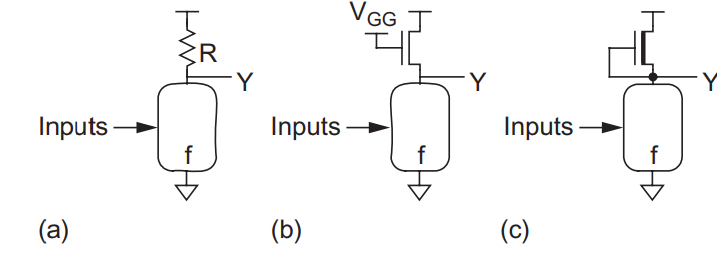 V_GG
R
Y
Y
Y
Inputs
Inputs
Inputs
f
f
f
(a)
(b)
(c)